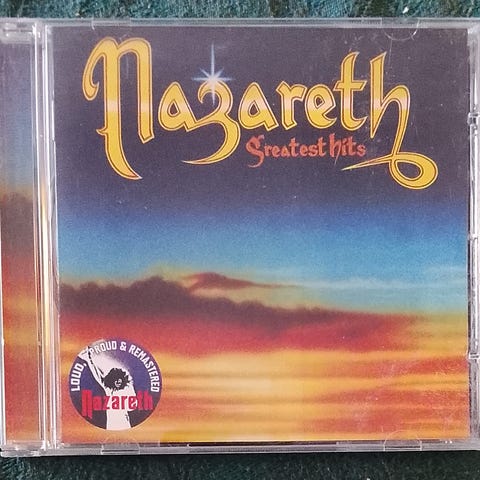 Nazareth
Greatest hits
LOUD, PROUD & REMASTERED
Nazareth